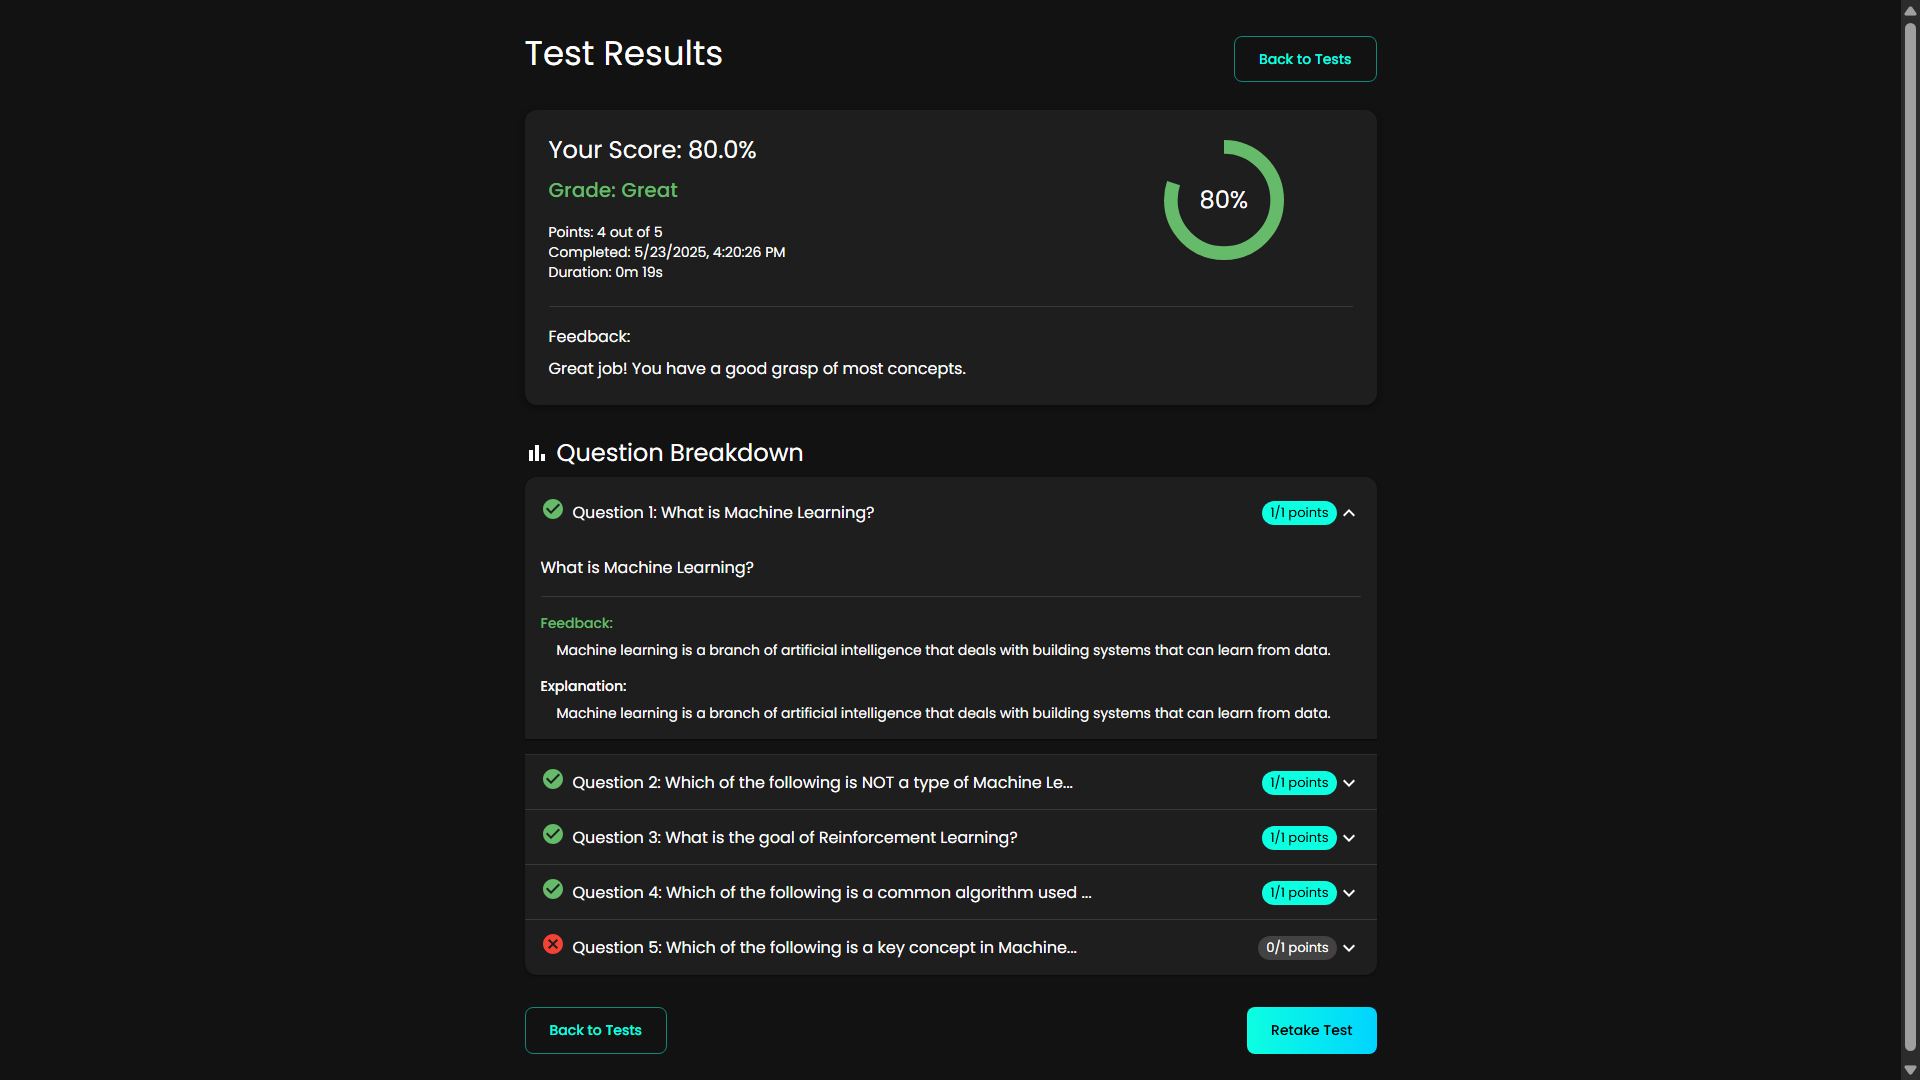 Test Results
Back to Tests
Your Score: 80.0%
Grade: Great
80%
Points: 4 out of 5
Completed: 5/23/2025, 4:20:26 PM
Duration: 0m 19s
Feedback:
Great job! You have a good grasp of most concepts.
Question Breakdown
Question 1: What is Machine Learning?
1/1 points
What is Machine Learning?
Feedback:
Machine learning is a branch of artificial intelligence that deals with building systems that can learn from data.
Explanation:
Machine learning is a branch of artificial intelligence that deals with building systems that can learn from data.
Question 2: Which of the following is NOT a type of Machine Le...
1/1 points
Question 3: What is the goal of Reinforcement Learning?
1/1 points
Question 4: Which of the following is a common algorithm used ...
1/1 points
Question 5: Which of the following is a key concept in Machine...
0/1 points
Back to Tests
Retake Test